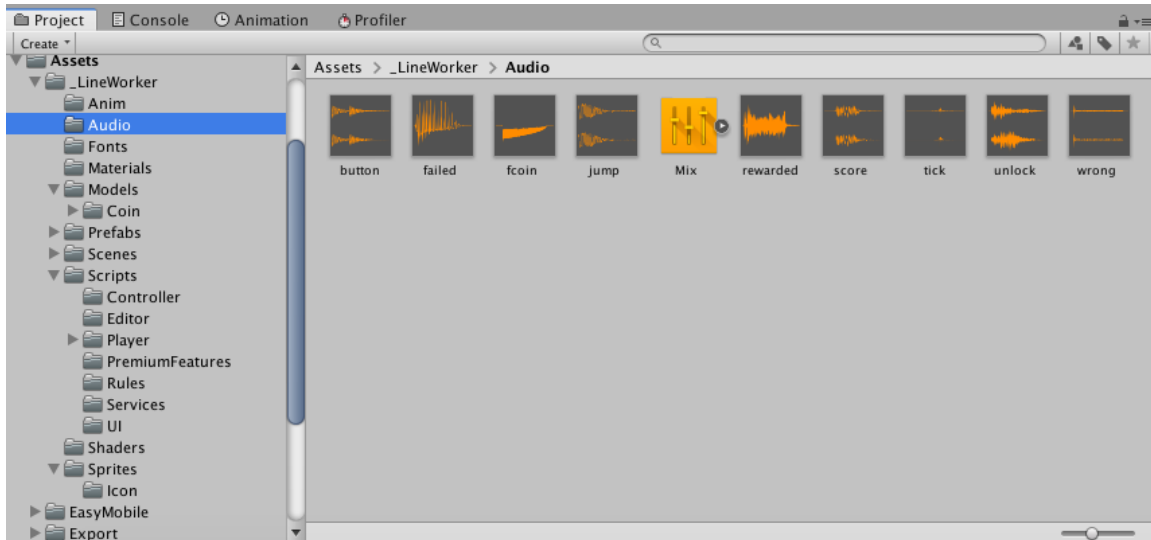 Project Console Animation Profiler
Create
Assets
_LineWorker
Anim
Audio
Fonts
Materials
Models
Coin
Prefabs
Scenes
Scripts
Controller
Editor
Player
PremiumFeatures
Rules
Services
UI
Shaders
Sprites
Icon
EasyMobile
Export
Assets > _LineWorker > Audio
button failed fcoin jump Mix rewarded score tick unlock wrong